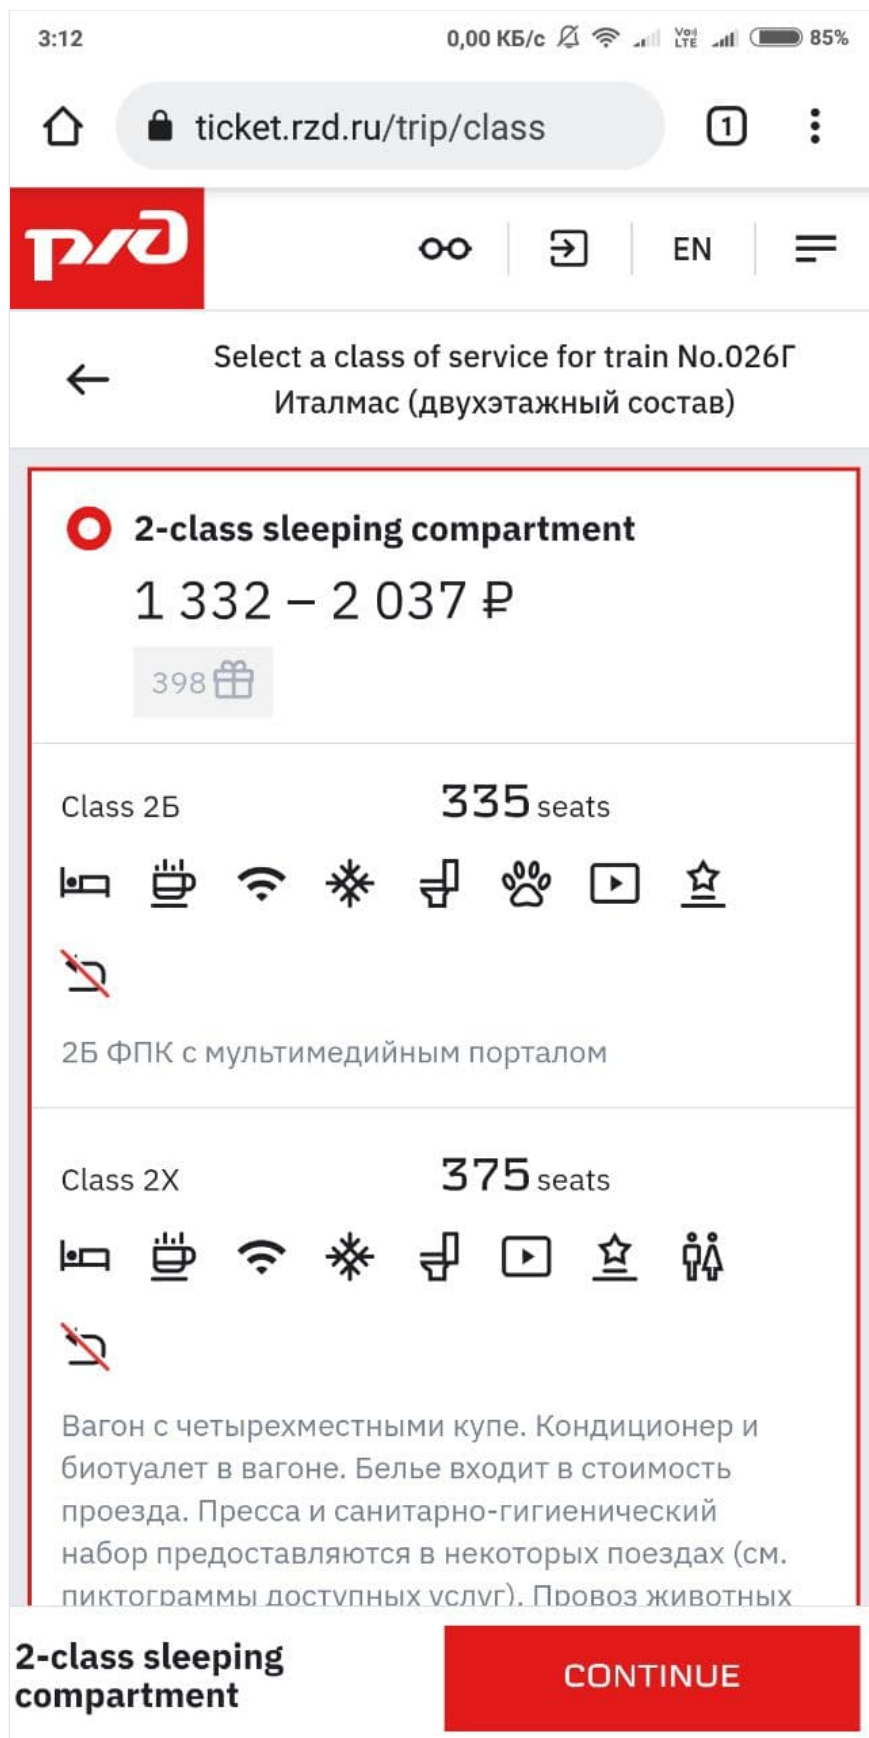 3:12 0,00 КБ/с Vo) LTE 85%
ticket.rzd.ru/trip/class 1
ржд EN
Select a class of service for train No.026Г
Италмас (двухэтажный состав)
2-class sleeping compartment
1 332 – 2 037 ₽
398
Class 2Б 335 seats
2Б ФПК с мультимедийным порталом
Class 2Х 375 seats
Вагон с четырехместными купе. Кондиционер и
биотуалет в вагоне. Белье входит в стоимость
проезда. Пресса и санитарно-гигиенический
набор предоставляются в некоторых поездах (см.
пиктограммы доступных услуг). Провоз животных
2-class sleeping
compartment
CONTINUE